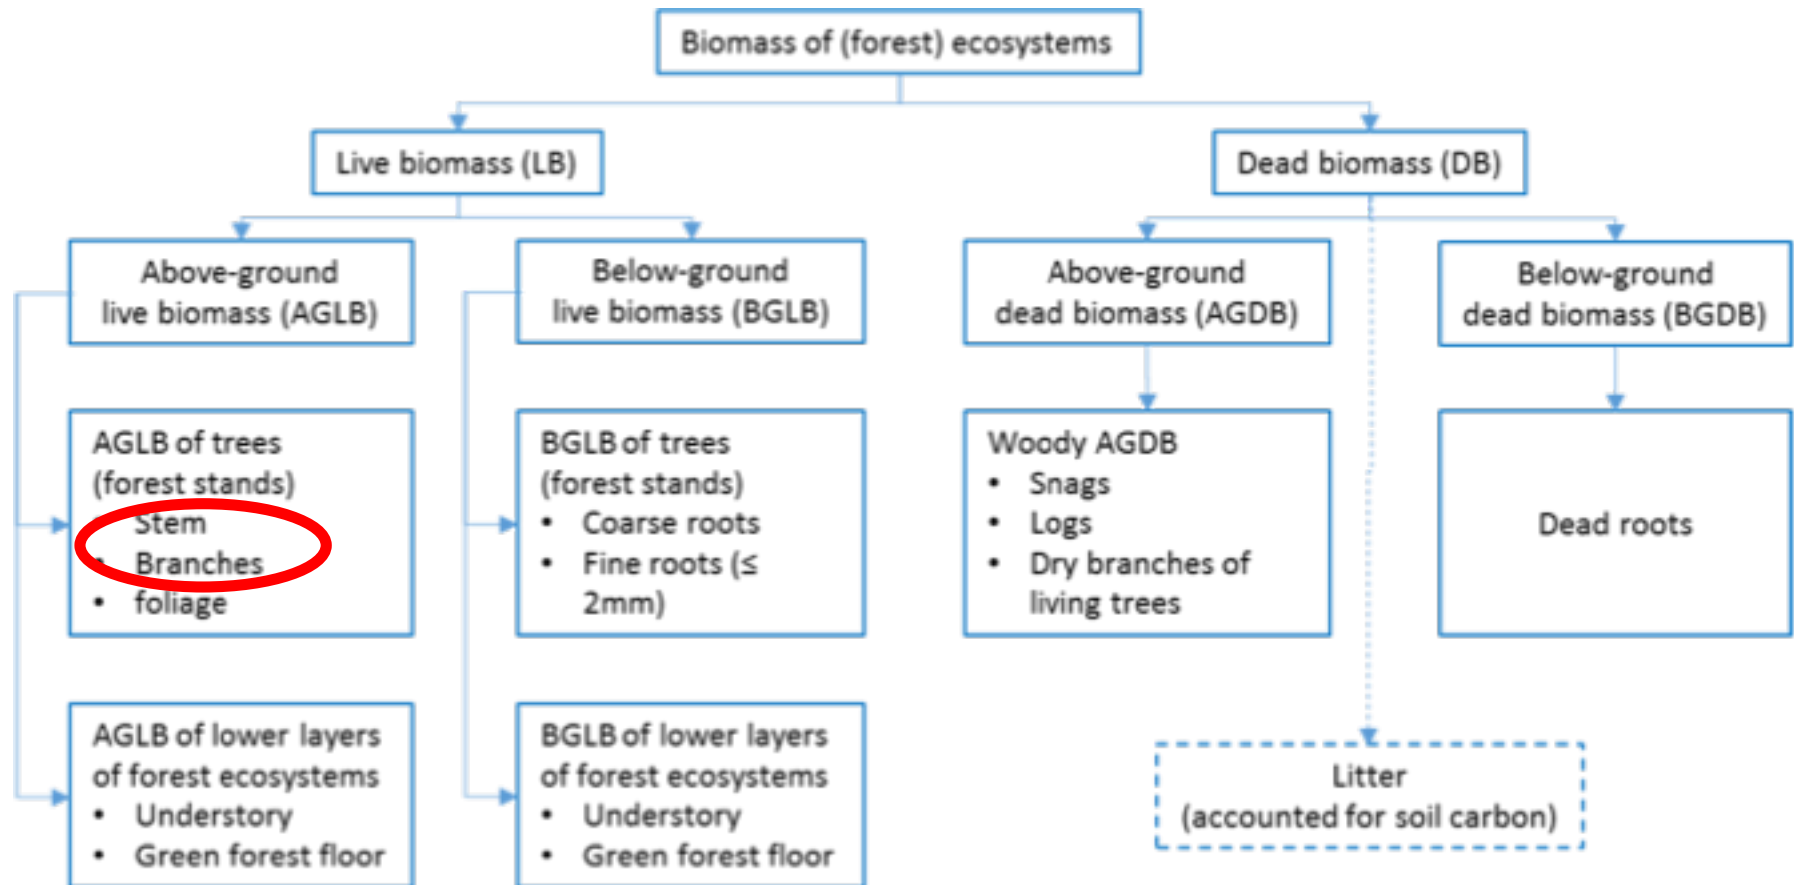 Biomass of (forest) ecosystems
Live biomass (LB)
Dead biomass (DB)
Above-ground
live biomass (AGLB)
Below-ground
live biomass (BGLB)
Above-ground
dead biomass (AGDB)
Below-ground
dead biomass (BGDB)
AGLB of trees
(forest stands)
Stem
• Branches
• foliage
BGLB of trees
(forest stands)
• Coarse roots
• Fine roots (≤
2mm)
Woody AGDB
• Snags
• Logs
• Dry branches of
living trees
Dead roots
AGLB of lower layers
of forest ecosystems
• Understory
• Green forest floor
BGLB of lower layers
of forest ecosystems
• Understory
• Green forest floor
Litter
(accounted for soil carbon)